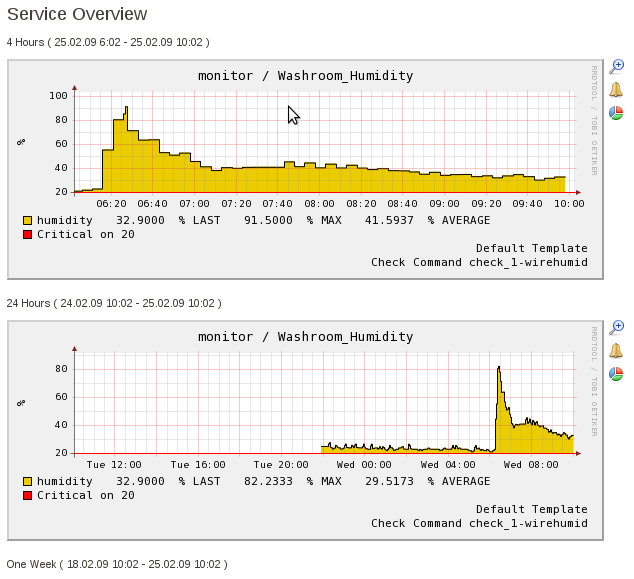 Service Overview
4 Hours ( 25.02.09 6:02 - 25.02.09 10:02 )
monitor / Washroom_Humidity
RRDTOOL / TOBI OETIKER
%
100
80
60
40
20
06:20 06:40 07:00 07:20 07:40 08:00 08:20 08:40 09:00 09:20 09:40 10:00
humidity 32.9000 % LAST 91.5000 % MAX 41.5937 % AVERAGE
Critical on 20
Default Template
Check Command check_1-wirehumid
24 Hours ( 24.02.09 10:02 - 25.02.09 10:02 )
monitor / Washroom_Humidity
RRDTOOL / TOBI OETIKER
%
80
60
40
20
Tue 12:00 Tue 16:00 Tue 20:00 Wed 00:00 Wed 04:00 Wed 08:00
humidity 32.9000 % LAST 82.2333 % MAX 29.5173 % AVERAGE
Critical on 20
Default Template
Check Command check_1-wirehumid
One Week ( 18.02.09 10:02 - 25.02.09 10:02 )